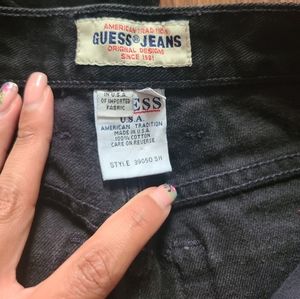 AMERICAN TRADITION
GUESS® JEANS
ORIGINAL DESIGNS
SINCE 1981
IN U.S.A.
OF IMPORTED
FABRIC
ESS
U.S.A.
AMERICAN TRADITION
MADE IN U.S.A.
100% COTTON
CARE ON REVERSE
STYLE 39050 SH